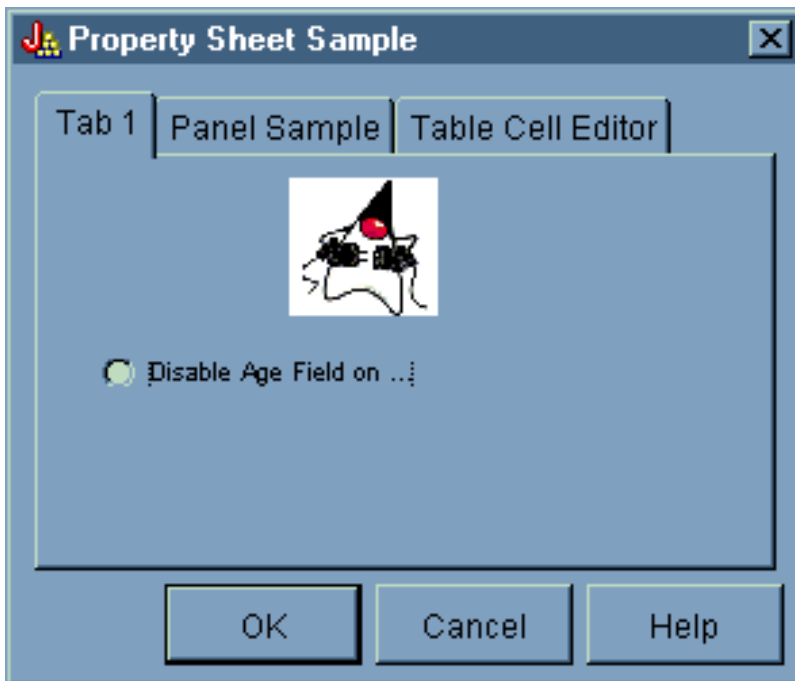 Property Sheet Sample
Tab 1 Panel Sample Table Cell Editor
Disable Age Field on ...
OK Cancel Help